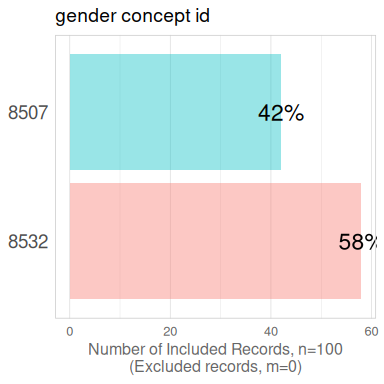 gender concept id
8507
42%
8532
58%
0 20 40 60
Number of Included Records, n=100
(Excluded records, m=0)